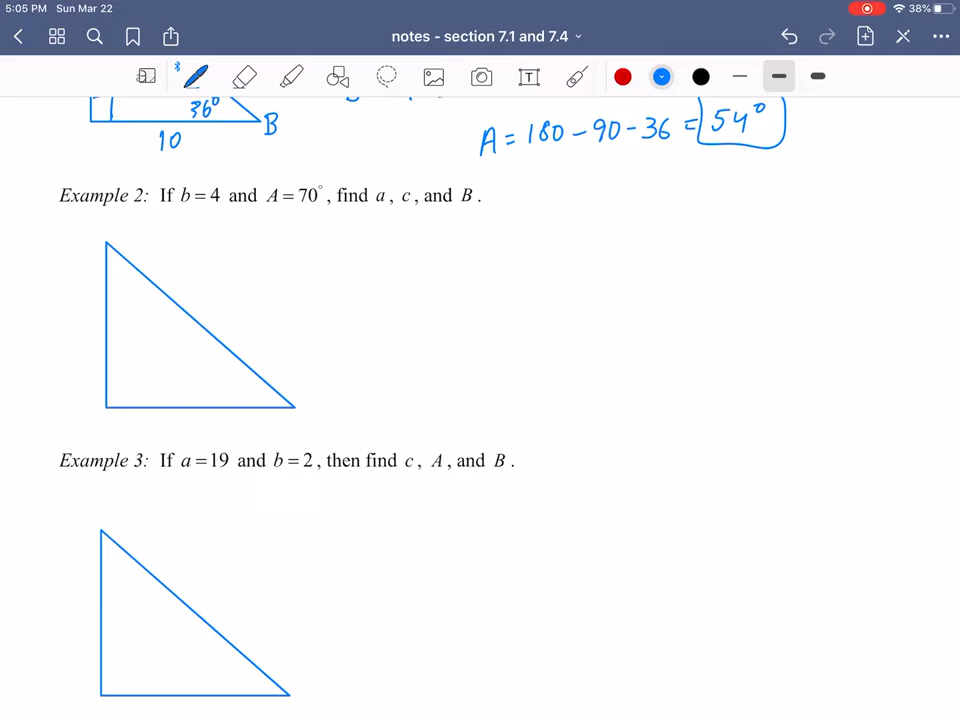 5:05 PM Sun Mar 22 38%
notes - section 7.1 and 7.4
T
36°
B
10
A = 180 - 90 - 36 = 54°
Example 2: If b = 4 and A = 70°, find a, c, and B.
Example 3: If a = 19 and b = 2, then find c, A, and B.